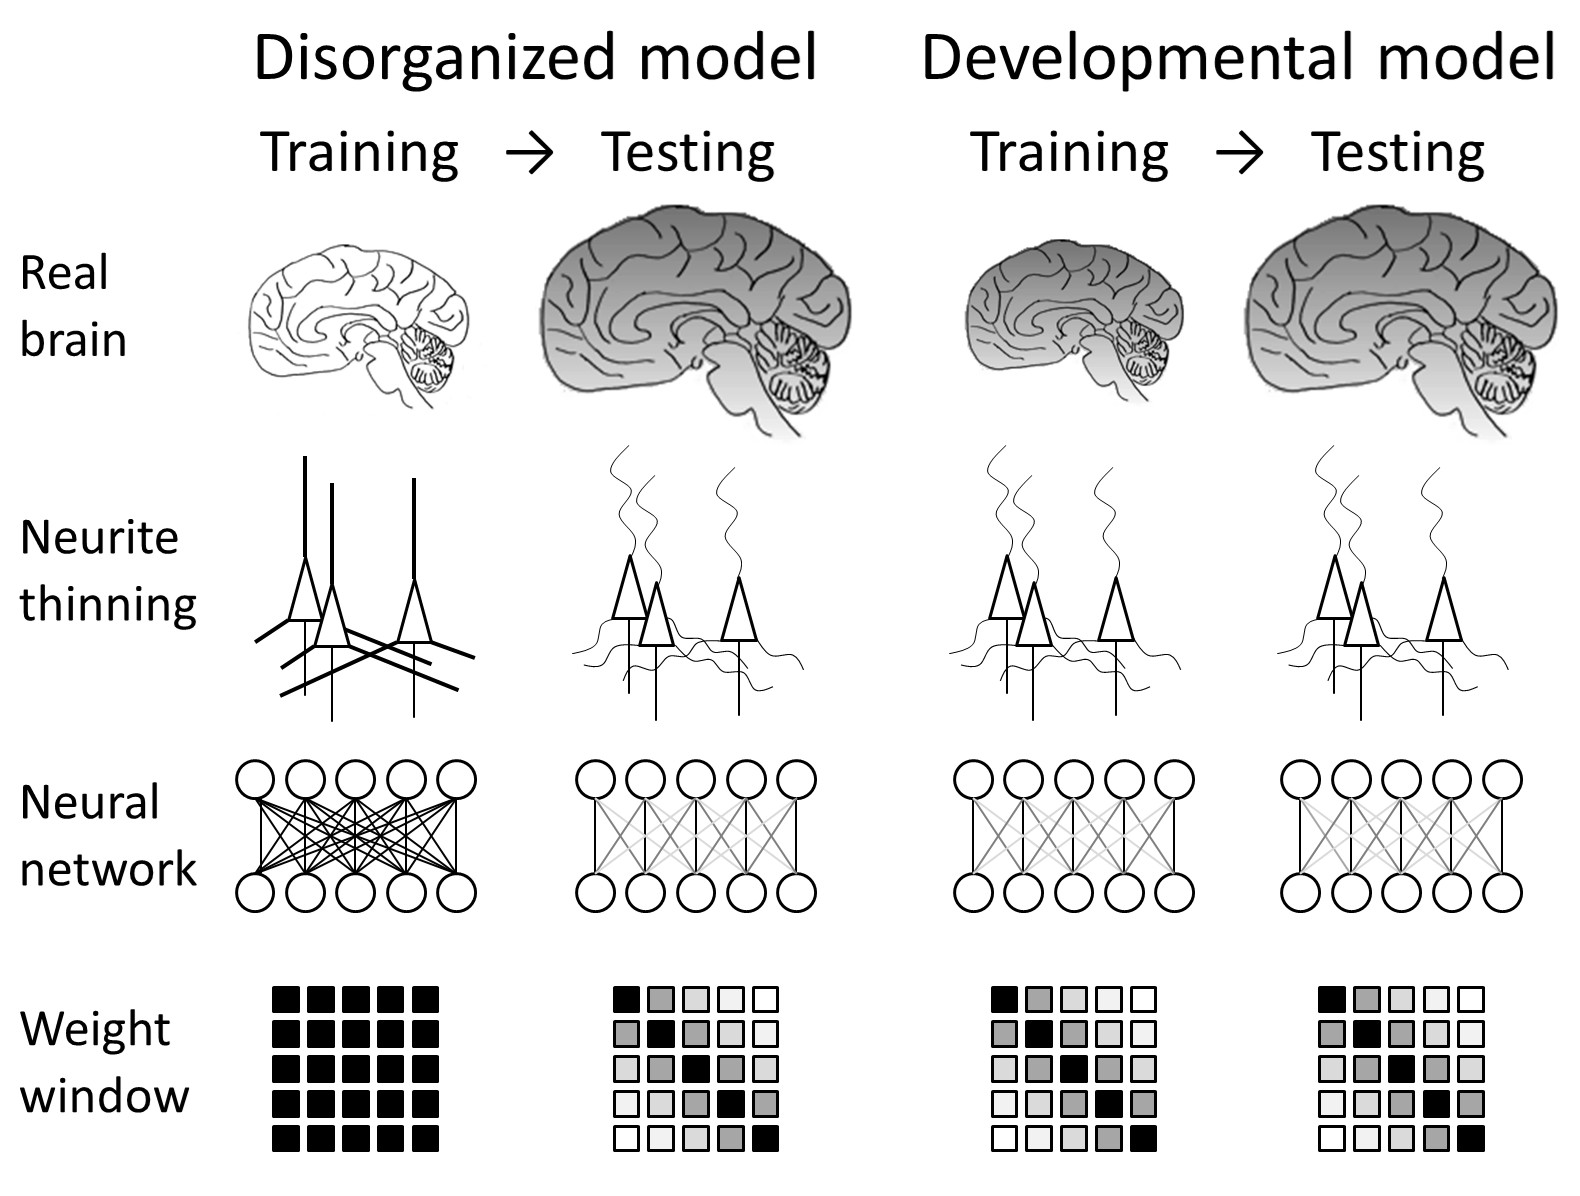 Disorganized model
Developmental model
Training → Testing
Training → Testing
Real
brain
Neurite
thinning
Neural
network
Weight
window